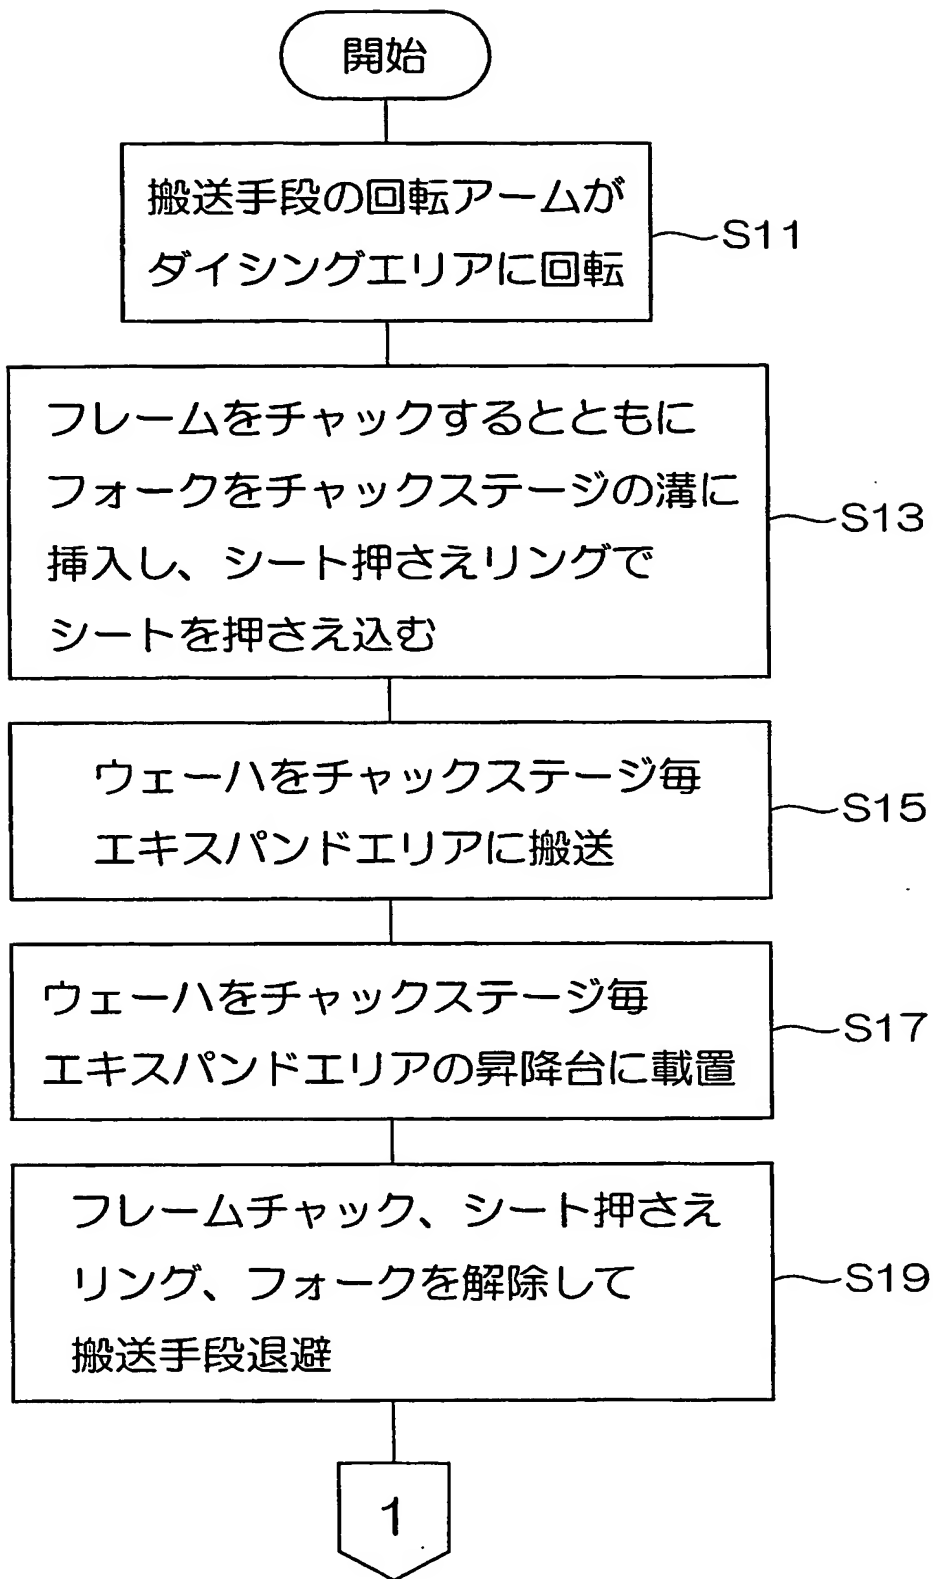 開始
搬送手段の回転アームが
ダイシングエリアに回転
S11
フレームをチャックするとともに
フォークをチャックステージの溝に
挿入し、シート押さえリングで
シートを押さえ込む
S13
ウェーハをチャックステージ毎
エキスパンドエリアに搬送
S15
ウェーハをチャックステージ毎
エキスパンドエリアの昇降台に載置
S17
フレームチャック、シート押さえ
リング、フォークを解除して
搬送手段退避
S19
1